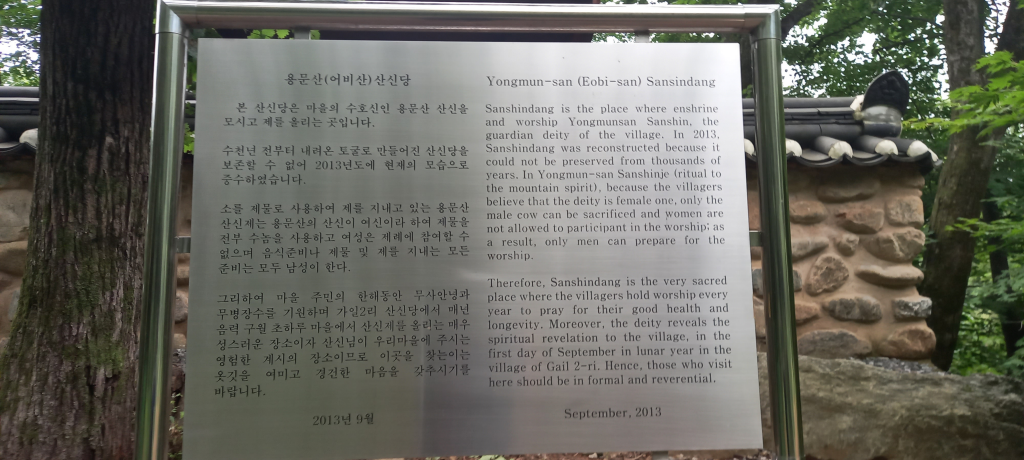 용문산(어비산)산신당
본 산신당은 마을의 수호신인 용문산 산신을
모시고 제를 올리는 곳입니다.
수천년 전부터 내려온 토굴로 만들어진 산신당을
보존할 수 없어 2013년도에 현재의 모습으로
중수하였습니다.
소를 제물로 사용하여 제를 지내고 있는 용문산
산신제는 용문산의 산신이 여신이라 하여 제물을
전부 수놈을 사용하고 여성은 제례에 참여할 수
없으며 음식준비나 제물 및 제를 지내는 모든
준비는 모두 남성이 한다.
그리하여 마을 주민의 한해동안 무사안녕과
무병장수를 기원하며 가일2리 산신당에서 매년
음력 구월 초하루 마을에서 산신제를 올리는 매우
성스러운 장소이자 산신님이 우리마을에 주시는
영험한 계시의 장소이므로 이곳을 찾는이는
옷깃을 여미고 경건한 마음을 갖추시기를
바랍니다.
2013년 9월
Yongmun-san (Eobi-san) Sansindang
Sanshindang is the place where enshrine
and worship Yongmunsan Sanshin, the
guardian deity of the village. In 2013,
Sanshindang was reconstructed because it
could not be preserved from thousands of
years. In Yongmun-san Sanshinje (ritual to
the mountain spirit), because the villagers
believe that the deity is female one, only the
male cow can be sacrificed and women are
not allowed to participant in the worship; as
a result, only men can prepare for the
worship.
Therefore, Sanshindang is the very sacred
place where the villagers hold worship every
year to pray for their good health and
longevity. Moreover, the deity reveals the
spiritual revelation to the village, in the
first day of September in lunar year in the
village of Gail 2-ri. Hence, those who visit
here should be in formal and reverential.
September, 2013